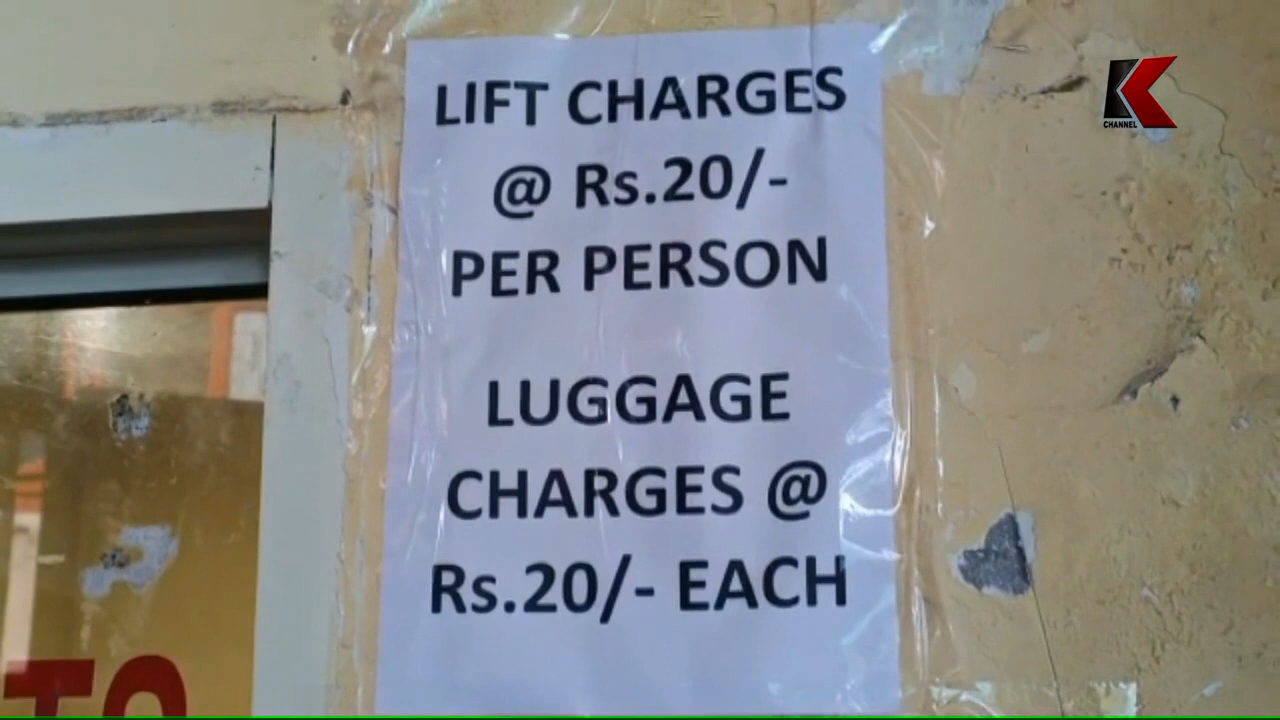 LIFT CHARGES
@ Rs.20/-
PER PERSON
LUGGAGE
CHARGES @
Rs.20/- EACH
K
CHANNEL